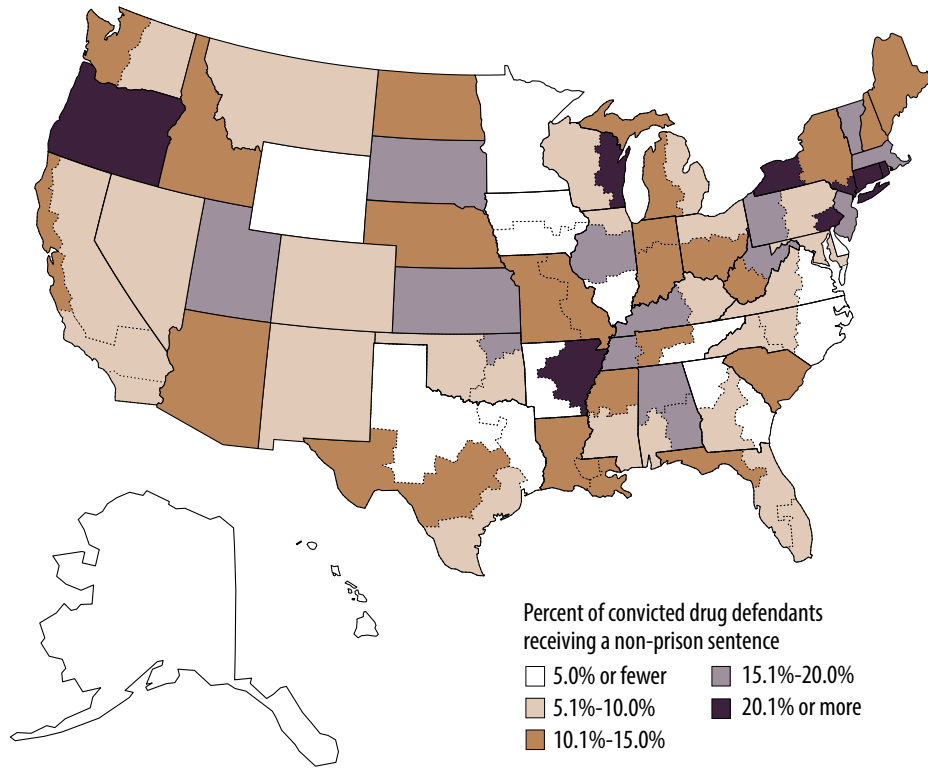 Percent of convicted drug defendants
receiving a non-prison sentence
5.0% or fewer
5.1%-10.0%
10.1%-15.0%
15.1%-20.0%
20.1% or more